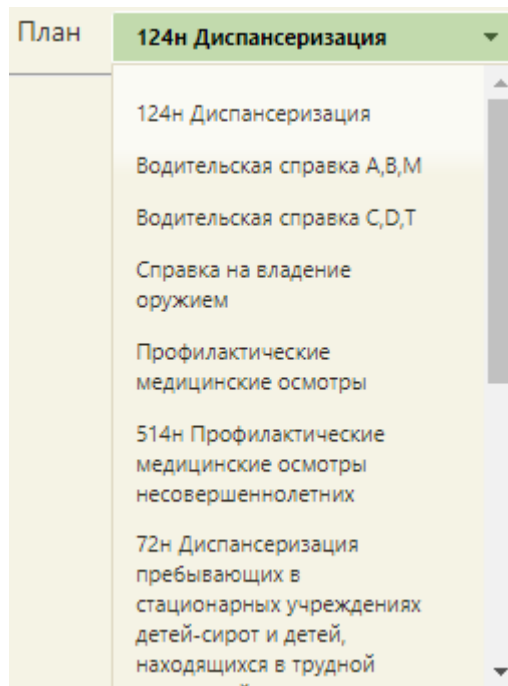 План
124н Диспансеризация
124н Диспансеризация
Водительская справка А,В,М
Водительская справка C,D,T
Справка на владение
оружием
Профилактические
медицинские осмотры
514н Профилактические
медицинские осмотры
несовершеннолетних
72н Диспансеризация
пребывающих в
стационарных учреждениях
детей-сирот и детей,
находящихся в трудной